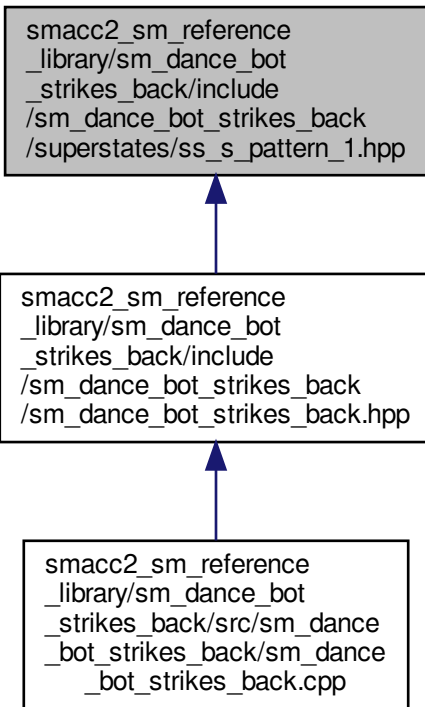 smacc2_sm_reference
_library/sm_dance_bot
_strikes_back/include
/sm_dance_bot_strikes_back
/superstates/ss_s_pattern_1.hpp
smacc2_sm_reference
_library/sm_dance_bot
_strikes_back/include
/sm_dance_bot_strikes_back
/sm_dance_bot_strikes_back.hpp
smacc2_sm_reference
_library/sm_dance_bot
_strikes_back/src/sm_dance
_bot_strikes_back/sm_dance
_bot_strikes_back.cpp